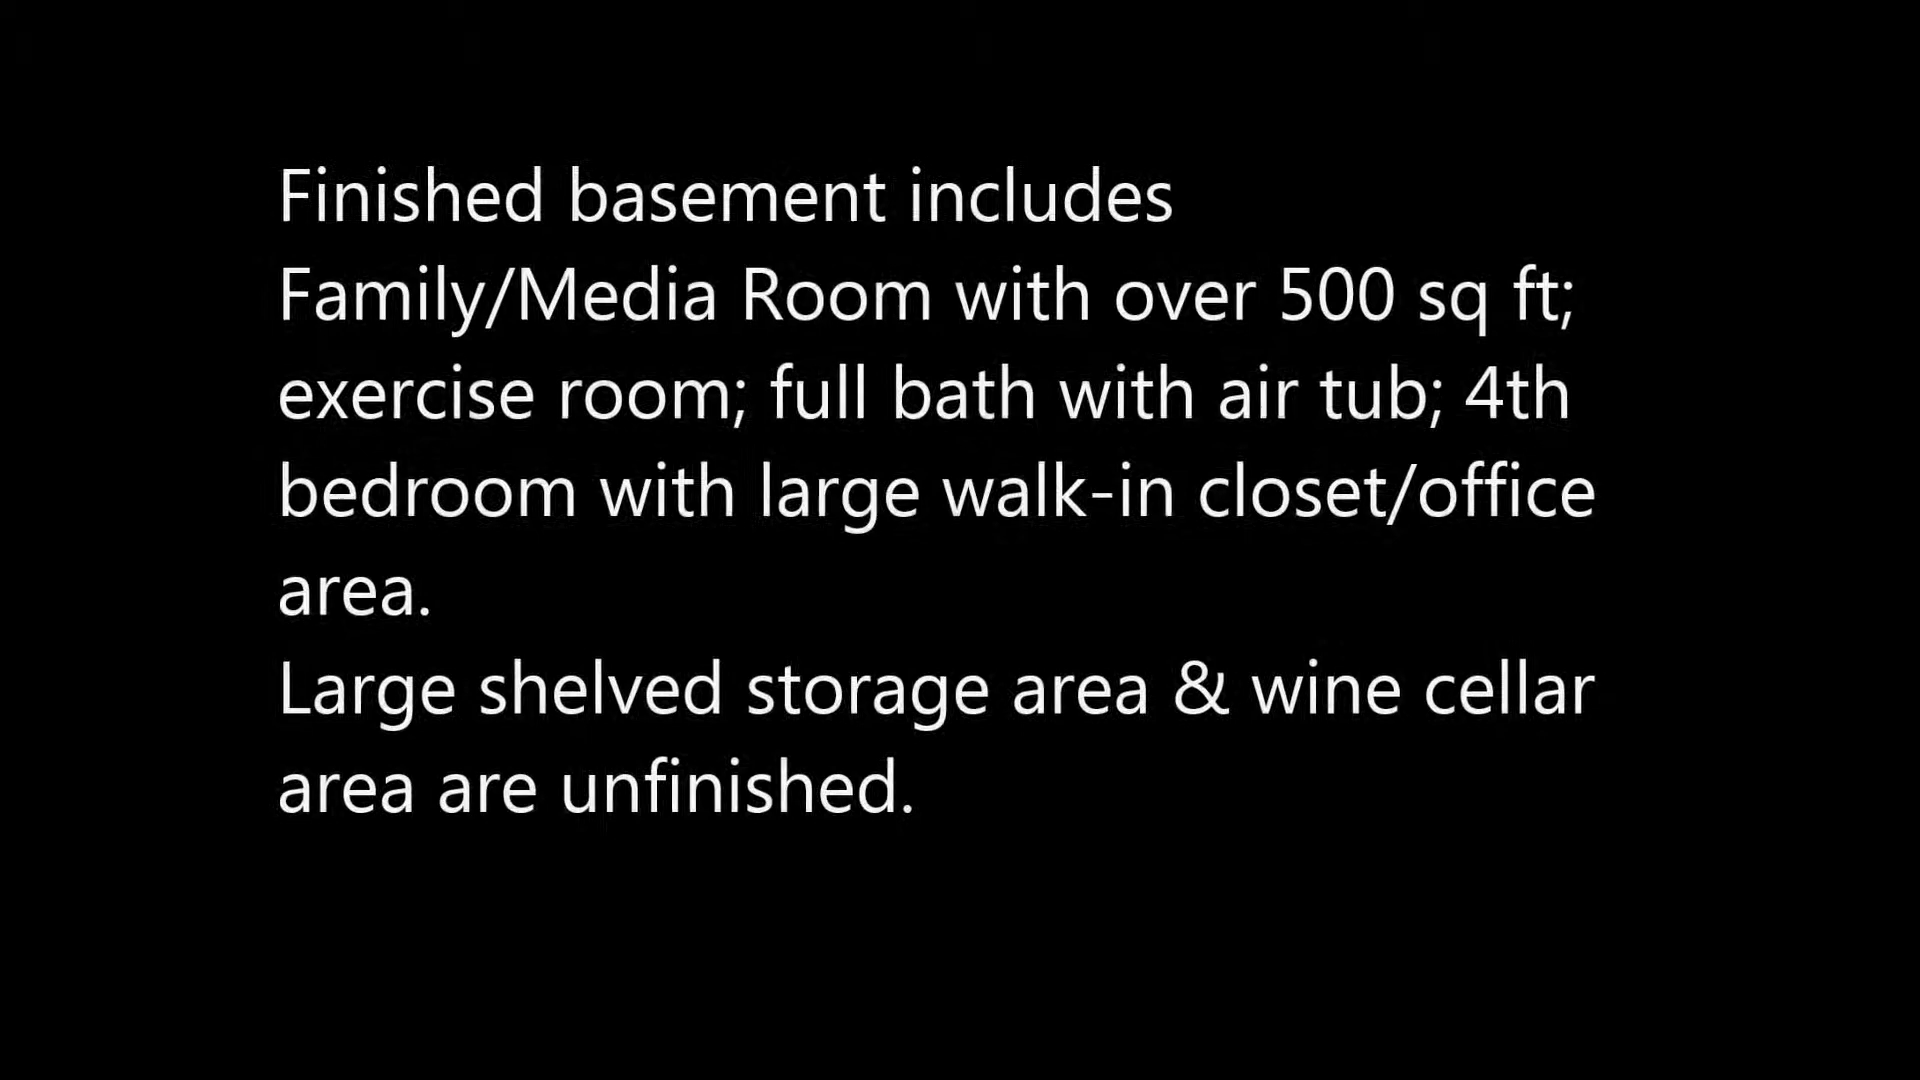 Finished basement includes
Family/Media Room with over 500 sq ft;
exercise room; full bath with air tub; 4th
bedroom with large walk-in closet/office
area.
Large shelved storage area & wine cellar
area are unfinished.